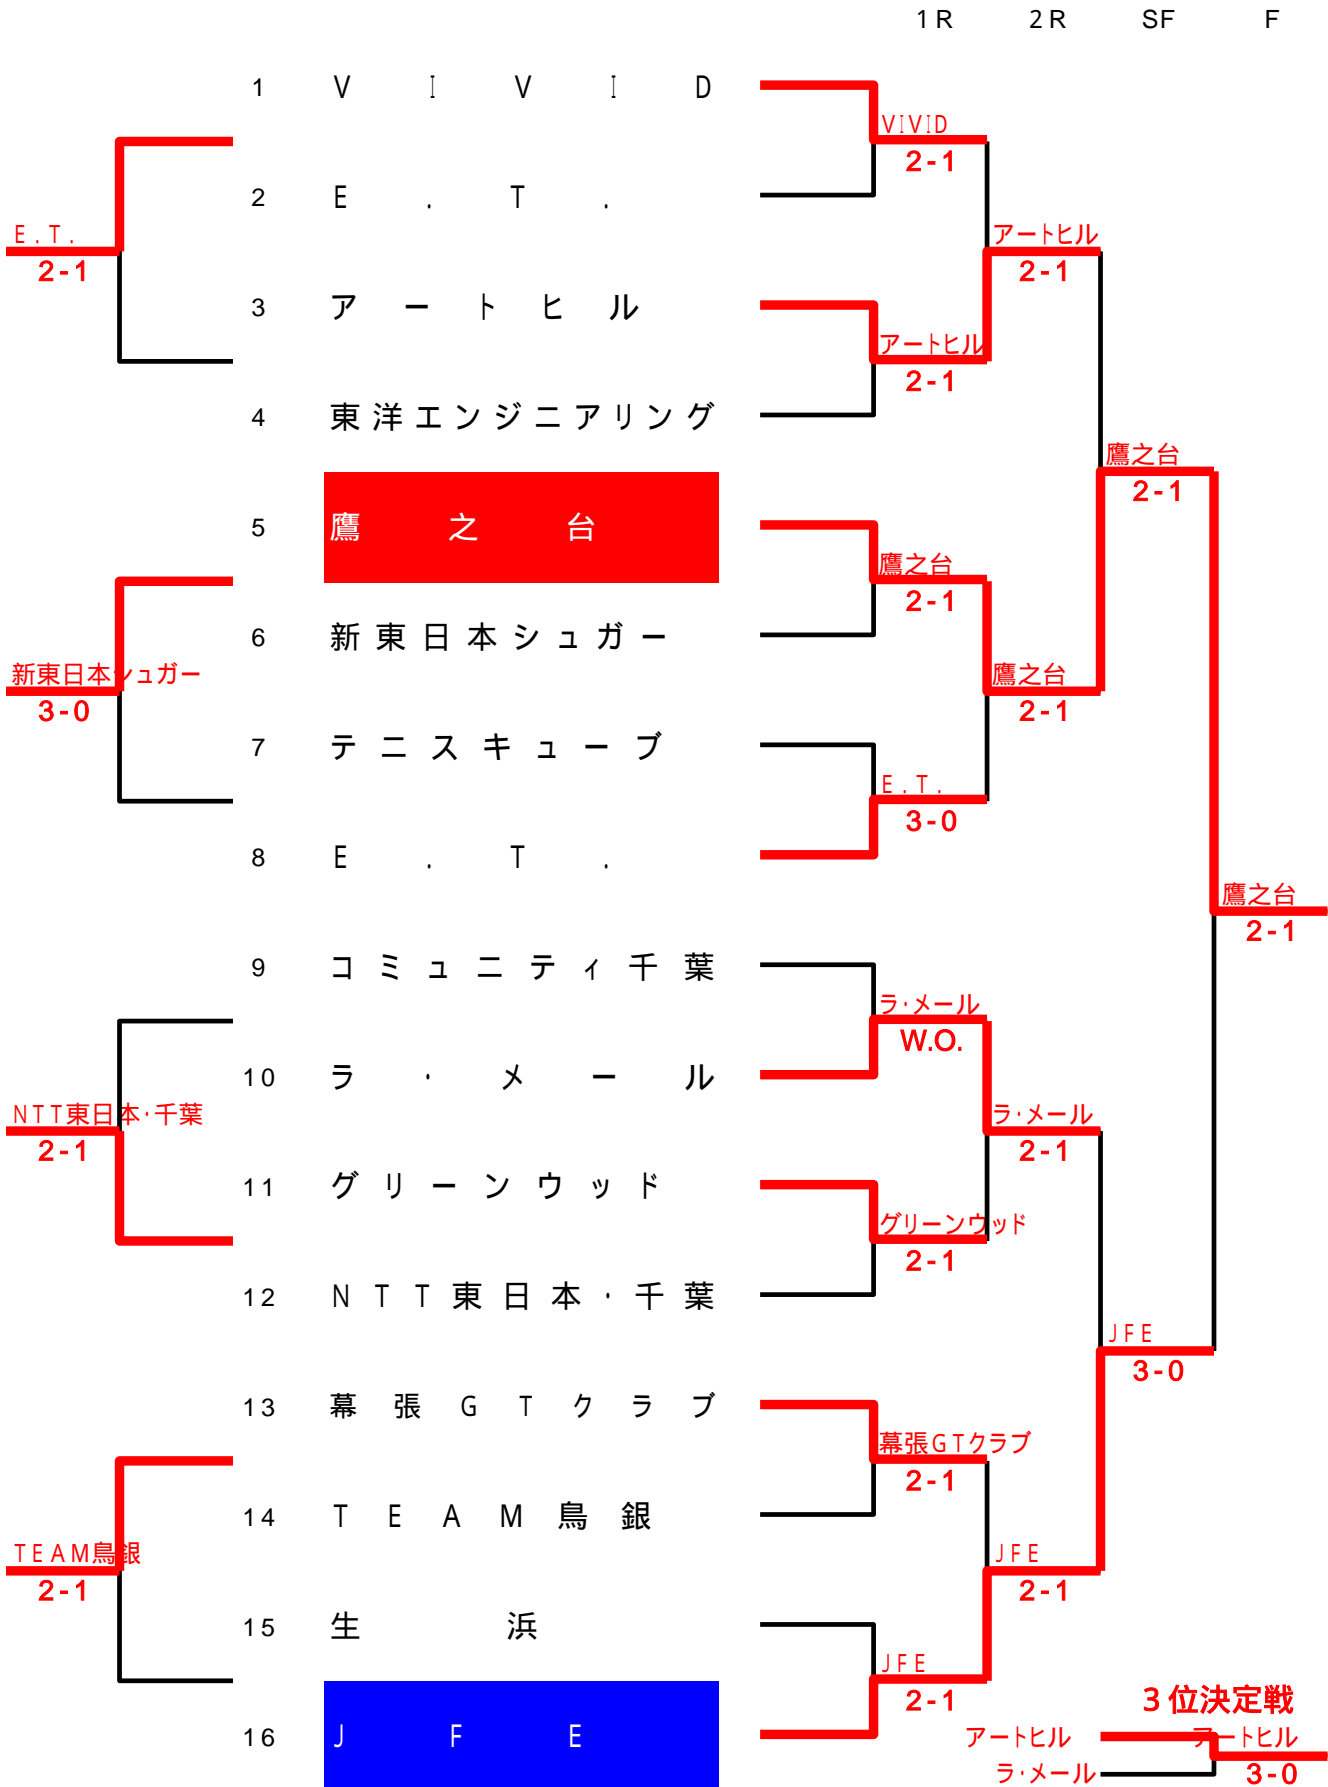 1R 2R SF F
1 VIVID
VIVID
2-1
2 E.T.
E.T.
2-1
アートヒル
2-1
3 アートヒル
アートヒル
2-1
4 東洋エンジニアリング
鷹之台
2-1
5 鷹之台
鷹之台
2-1
6 新東日本シュガー
新東日本シュガー
3-0
鷹之台
2-1
7 テニスキューブ
E.T.
3-0
8 E.T.
鷹之台
2-1
9 コミュニティ千葉
ラ・メール
W.O.
10 ラ・メール
NTT東日本・千葉
2-1
ラ・メール
2-1
11 グリーンウッド
グリーンウッド
2-1
12 NTT東日本・千葉
JFE
3-0
13 幕張GTクラブ
幕張GTクラブ
2-1
14 TEAM鳥銀
TEAM鳥銀
2-1
JFE
2-1
15 生浜
JFE
2-1
16 JFE
3位決定戦
アートヒル
アートヒル
ラ・メール
3-0